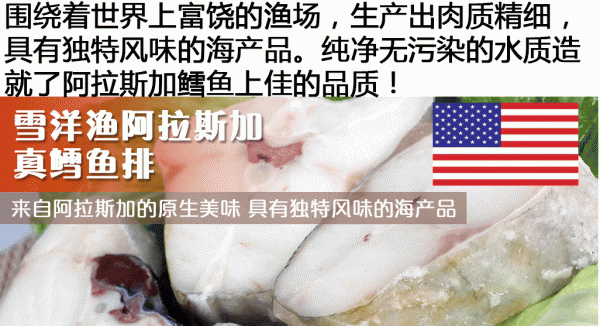 围绕着世界上富饶的渔场，生产出肉质精细，
具有独特风味的海产品。纯净无污染的水质造
就了阿拉斯加鳕鱼上佳的品质！
雪洋渔阿拉斯加
真鳕鱼排
来自阿拉斯加的原生美味 具有独特风味的海产品